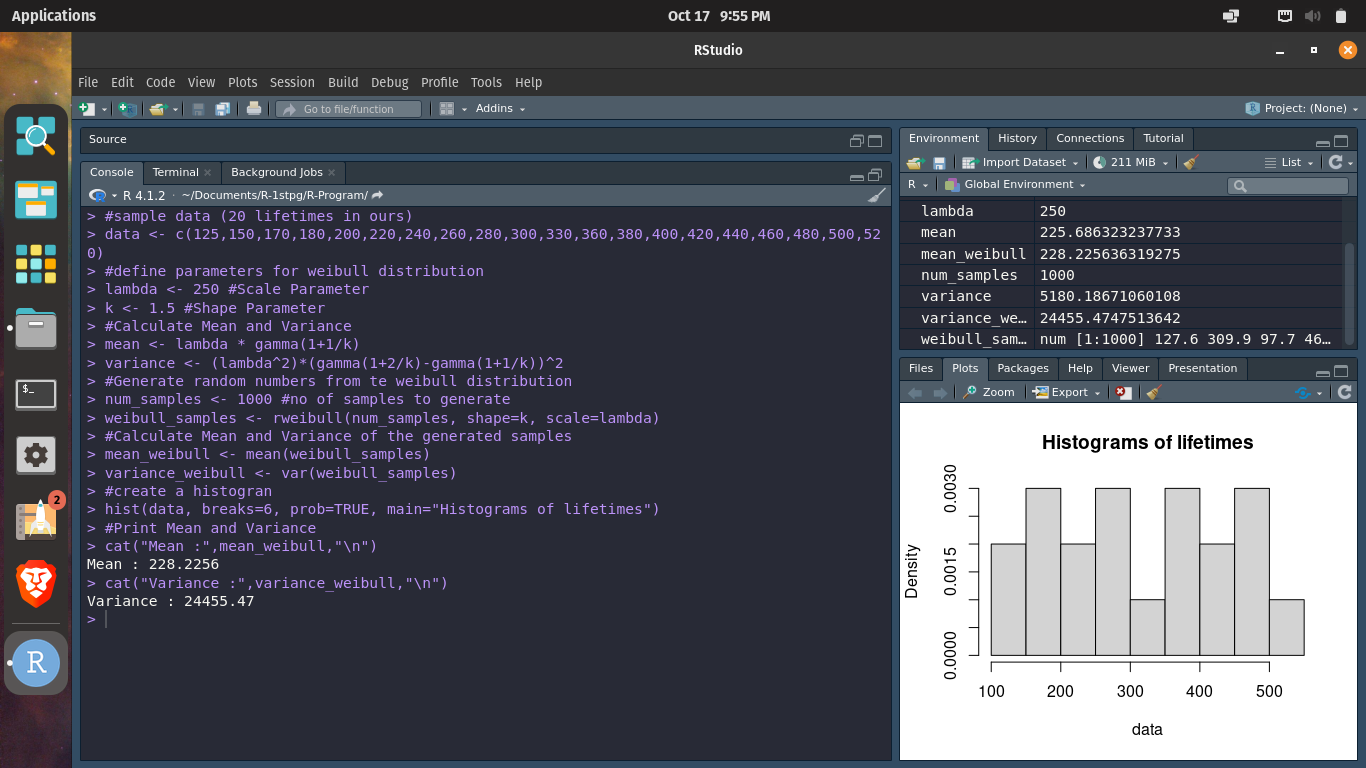 Applications
Oct 17 9:55 PM
RStudio
File Edit Code View Plots Session Build Debug Profile Tools Help
Go to file/function
Addins
Project: (None)
Source
Console Terminal Background Jobs
R 4.1.2 · ~/Documents/R-1stpg/R-Program/
> #sample data (20 lifetimes in ours)
> data <- c(125,150,170,180,200,220,240,260,280,300,330,360,380,400,420,440,460,480,500,52
0)
> #define parameters for weibull distribution
> lambda <- 250 #Scale Parameter
> k <- 1.5 #Shape Parameter
> #Calculate Mean and Variance
> mean <- lambda * gamma(1+1/k)
> variance <- (lambda^2)*(gamma(1+2/k)-gamma(1+1/k))^2
> #Generate random numbers from te weibull distribution
> num_samples <- 1000 #no of samples to generate
> weibull_samples <- rweibull(num_samples, shape=k, scale=lambda)
> #Calculate Mean and Variance of the generated samples
> mean_weibull <- mean(weibull_samples)
> variance_weibull <- var(weibull_samples)
> #create a histogran
> hist(data, breaks=6, prob=TRUE, main="Histograms of lifetimes")
> #Print Mean and Variance
> cat("Mean :",mean_weibull,"\n")
Mean : 228.2256
> cat("Variance :",variance_weibull,"\n")
Variance : 24455.47
>
Environment History Connections Tutorial
Import Dataset 211 MiB List
R Global Environment
lambda 250
mean 225.686323237733
mean_weibull 228.225636319275
num_samples 1000
variance 5180.18671060108
variance_we… 24455.4747513642
weibull_sam… num [1:1000] 127.6 309.9 97.7 46…
Files Plots Packages Help Viewer Presentation
Zoom Export
Histograms of lifetimes
Density
0.0030
0.0015
0.0000
100 200 300 400 500
data
$_
2
R